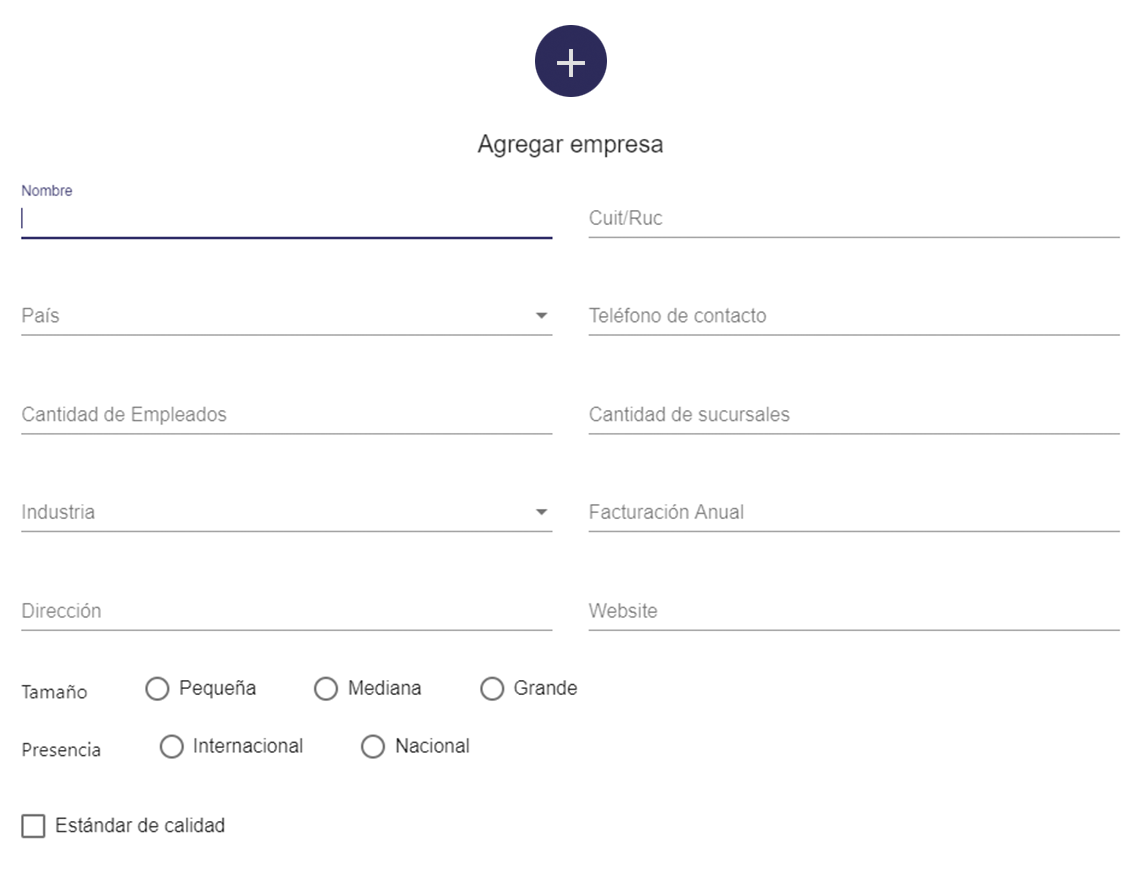 Agregar empresa
Nombre
Cuit/Ruc
País
Teléfono de contacto
Cantidad de Empleados
Cantidad de sucursales
Industria
Facturación Anual
Dirección
Website
Tamaño Pequeña Mediana Grande
Presencia Internacional Nacional
Estándar de calidad